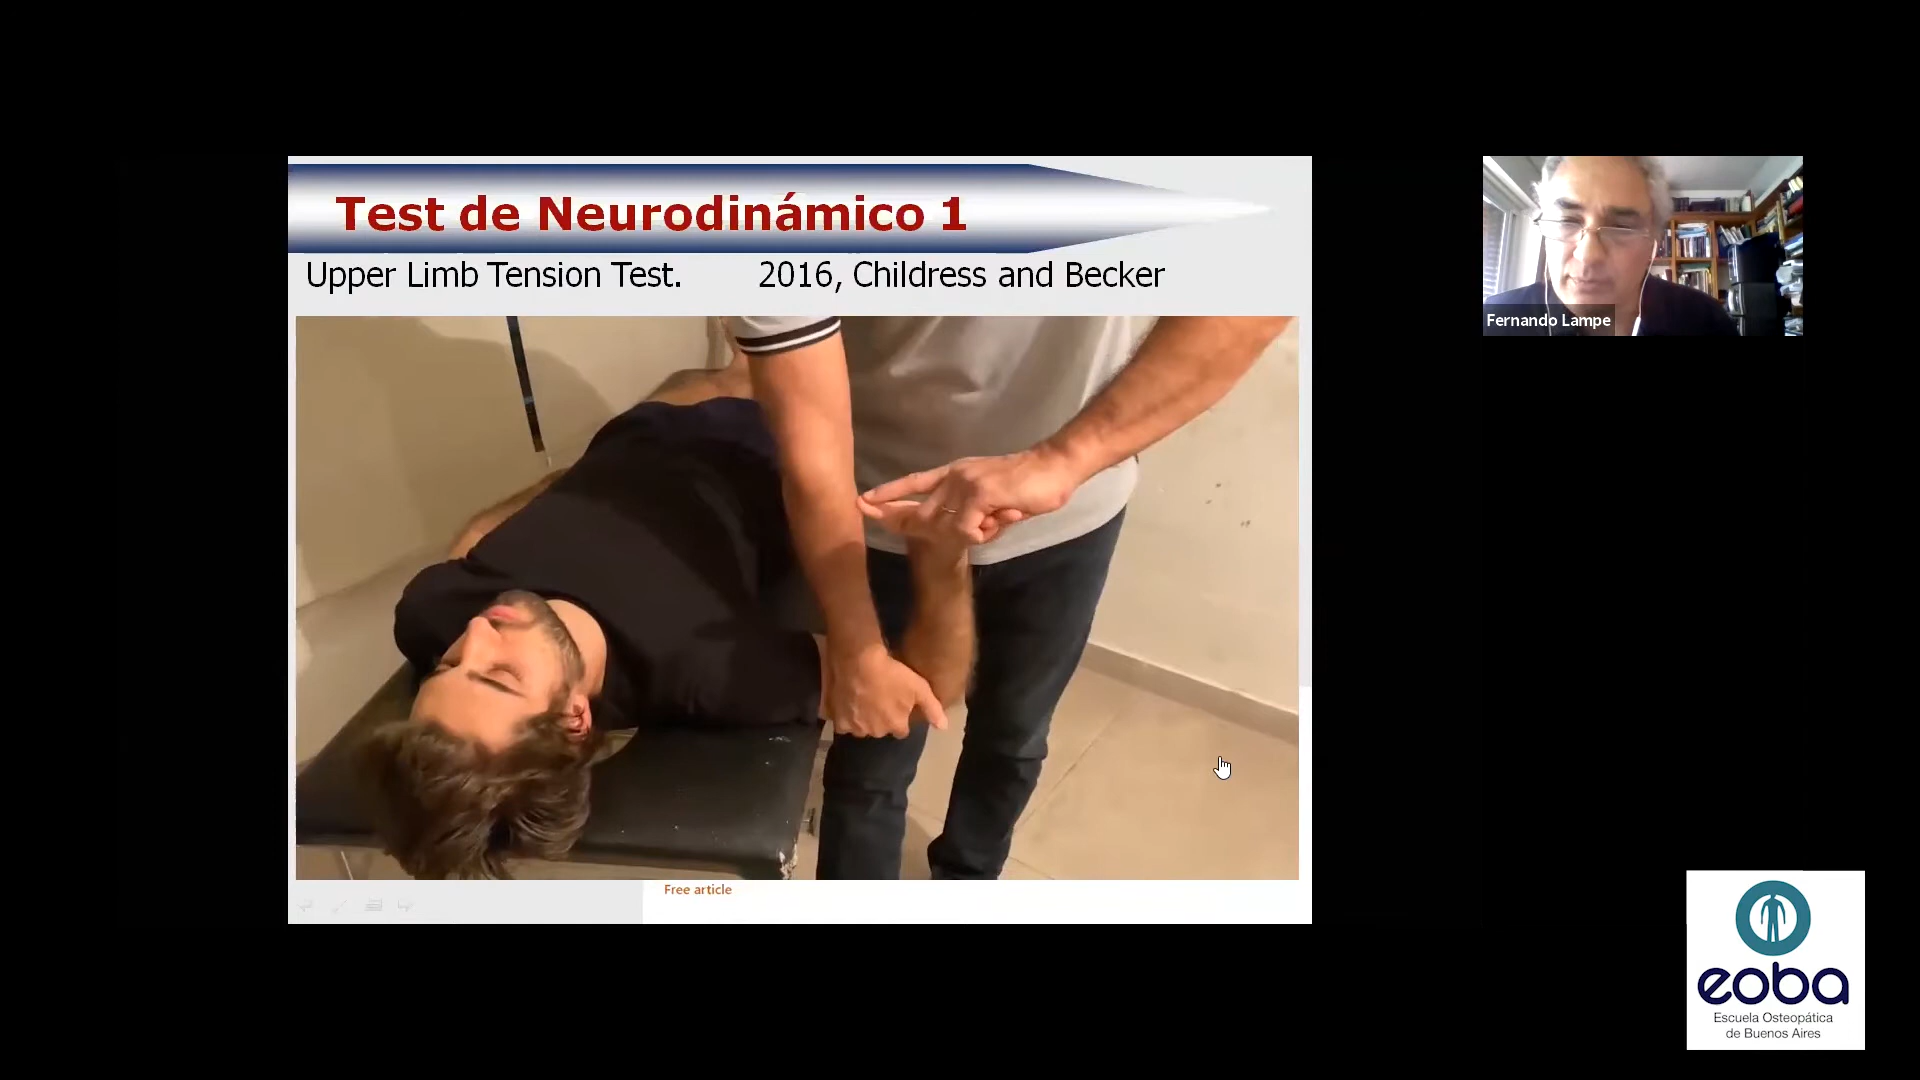 Test de Neurodinámico 1
Upper Limb Tension Test. 2016, Childress and Becker
Fernando Lampe
Free article
eoba
Escuela Osteopática
de Buenos Aires